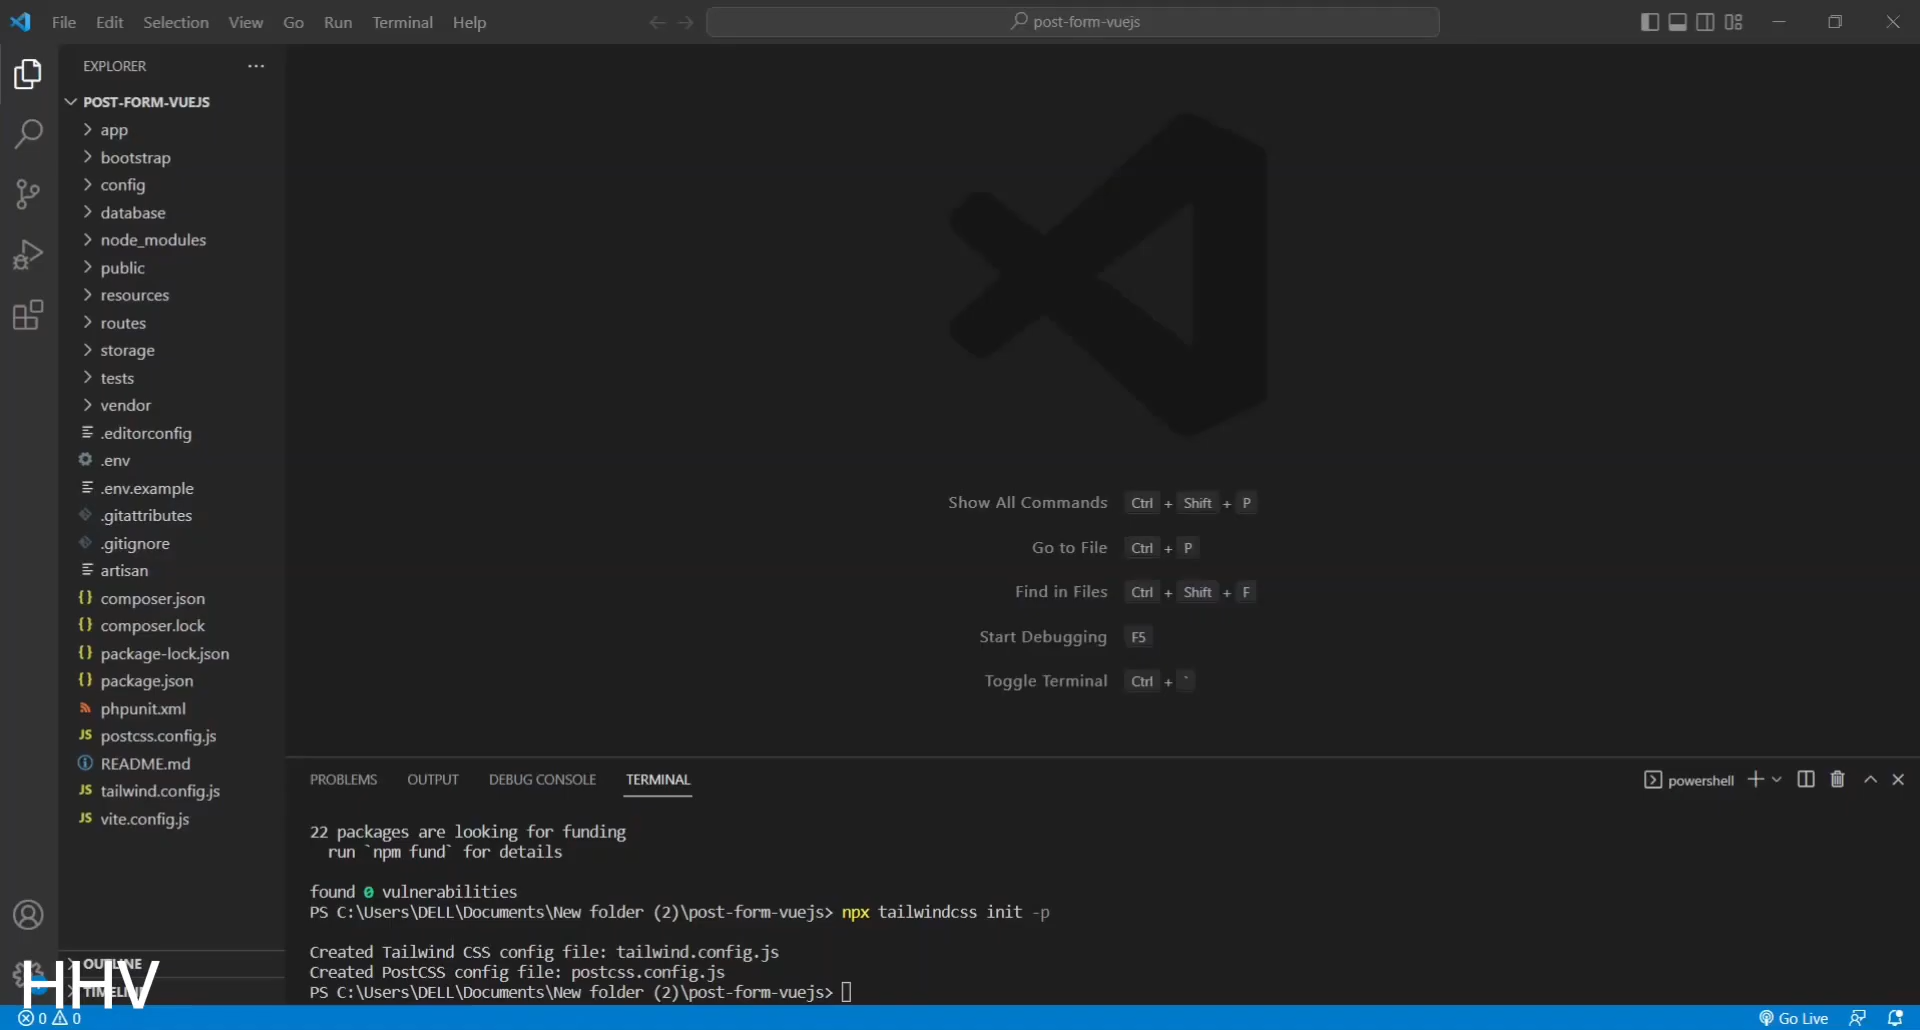 File Edit Selection View Go Run Terminal Help
post-form-vuejs
EXPLORER
POST-FORM-VUEJS
app
bootstrap
config
database
node_modules
public
resources
routes
storage
tests
vendor
.editorconfig
.env
.env.example
.gitattributes
.gitignore
artisan
composer.json
composer.lock
package-lock.json
package.json
phpunit.xml
postcss.config.js
README.md
tailwind.config.js
vite.config.js
OUTLINE
TIMELINE
HHV
Show All Commands Ctrl + Shift + P
Go to File Ctrl + P
Find in Files Ctrl + Shift + F
Start Debugging F5
Toggle Terminal Ctrl + `
PROBLEMS OUTPUT DEBUG CONSOLE TERMINAL
powershell
22 packages are looking for funding
run `npm fund` for details
found 0 vulnerabilities
PS C:\Users\DELL\Documents\New folder (2)\post-form-vuejs> npx tailwindcss init -p
Created Tailwind CSS config file: tailwind.config.js
Created PostCSS config file: postcss.config.js
PS C:\Users\DELL\Documents\New folder (2)\post-form-vuejs>
0 0
Go Live